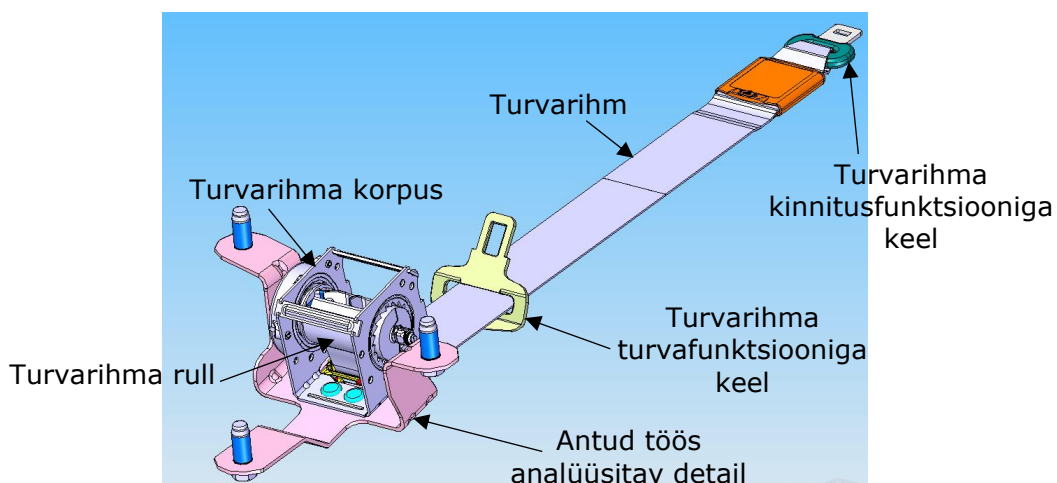 Turvarihm
Turvarihma
kinnitusfunktsiooniga
keel
Turvarihma korpus
Turvarihma
turvafunktsiooniga
keel
Turvarihma rull
Antud töös
analüüsitav detail